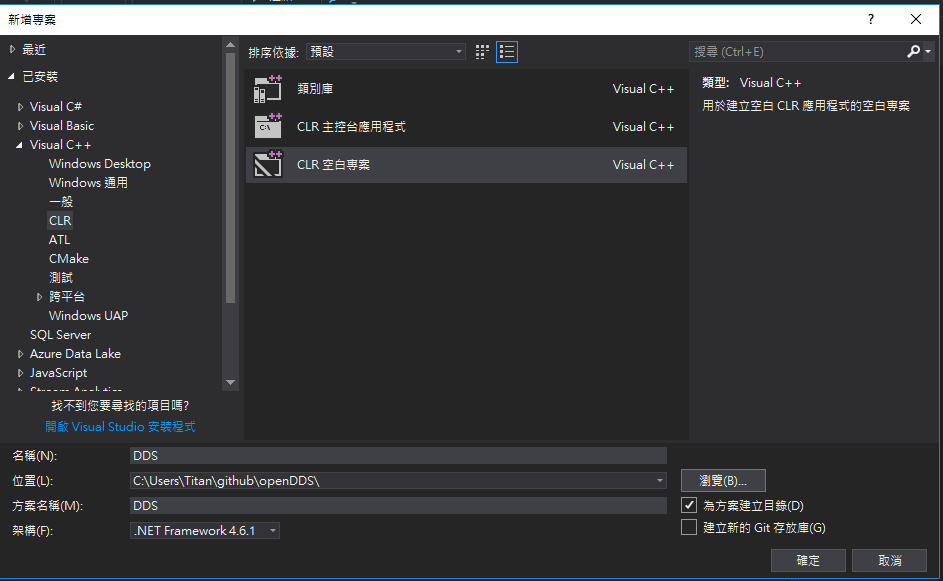 新增專案
?
最近
已安裝
Visual C#
Visual Basic
Visual C++
Windows Desktop
Windows 通用
一般
CLR
ATL
CMake
測試
跨平台
Windows UAP
SQL Server
Azure Data Lake
JavaScript
Stream Analytics
找不到您要尋找的項目嗎?
開啟 Visual Studio 安裝程式
排序依據: 預設
類別庫 Visual C++
CLR 主控台應用程式 Visual C++
CLR 空白專案 Visual C++
搜尋 (Ctrl+E)
類型: Visual C++
用於建立空白 CLR 應用程式的空白專案
名稱(N): DDS
位置(L): C:\Users\Titan\github\openDDS\ 瀏覽(B)...
方案名稱(M): DDS 為方案建立目錄(D)
架構(F): .NET Framework 4.6.1 建立新的 Git 存放庫(G)
確定 取消